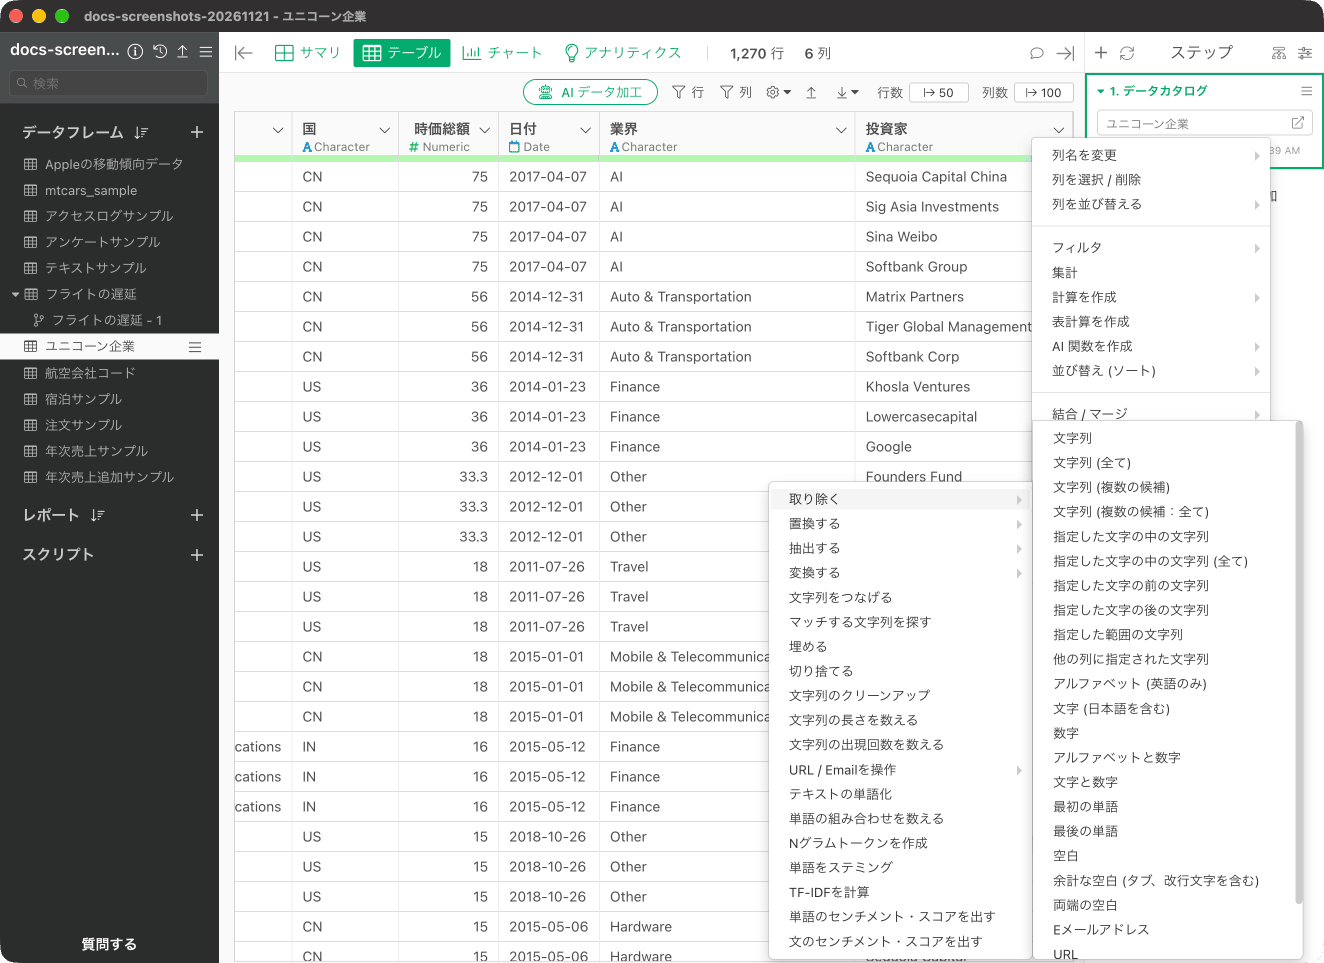 docs-screenshots-20261121 - ユニコーン企業
docs-screen...
検索
データフレーム
Appleの移動傾向データ
mtcars_sample
アクセスログサンプル
アンケートサンプル
テキストサンプル
フライトの遅延
フライトの遅延 - 1
ユニコーン企業
航空会社コード
宿泊サンプル
注文サンプル
年次売上サンプル
年次売上追加サンプル
レポート
スクリプト
質問する
サマリ テーブル チャート アナリティクス 1,270 行 6 列
AI データ加工 行 列 行数 50 列数 100
国 時価総額 日付 業界 投資家
Character Numeric Date Character Character
CN 75 2017-04-07 AI Sequoia Capital China
CN 75 2017-04-07 AI Sig Asia Investments
CN 75 2017-04-07 AI Sina Weibo
CN 75 2017-04-07 AI Softbank Group
CN 56 2014-12-31 Auto & Transportation Matrix Partners
CN 56 2014-12-31 Auto & Transportation Tiger Global Management
CN 56 2014-12-31 Auto & Transportation Softbank Corp
US 36 2014-01-23 Finance Khosla Ventures
US 36 2014-01-23 Finance Lowercasecapital
US 36 2014-01-23 Finance Google
US 33.3 2012-12-01 Other Founders Fund
US 33.3 2012-12-01 Other
US 33.3 2012-12-01 Other
US 18 2011-07-26 Travel
US 18 2011-07-26 Travel
US 18 2011-07-26 Travel
CN 18 2015-01-01 Mobile & Telecommunica
CN 18 2015-01-01 Mobile & Telecommunica
CN 18 2015-01-01 Mobile & Telecommunica
cations IN 16 2015-05-12 Finance
cations IN 16 2015-05-12 Finance
cations IN 16 2015-05-12 Finance
US 15 2018-10-26 Other
US 15 2018-10-26 Other
US 15 2018-10-26 Other
CN 15 2015-05-06 Hardware
CN 15 2015-05-06 Hardware
ステップ
1. データカタログ
ユニコーン企業
39 AM
列名を変更
列を選択 / 削除
列を並び替える
フィルタ
集計
計算を作成
表計算を作成
AI 関数を作成
並び替え (ソート)
結合 / マージ
取り除く
置換する
抽出する
変換する
文字列をつなげる
マッチする文字列を探す
埋める
切り捨てる
文字列のクリーンアップ
文字列の長さを数える
文字列の出現回数を数える
URL / Emailを操作
テキストの単語化
単語の組み合わせを数える
Nグラムトークンを作成
単語をステミング
TF-IDFを計算
単語のセンチメント・スコアを出す
文のセンチメント・スコアを出す
文字列
文字列 (全て)
文字列 (複数の候補)
文字列 (複数の候補：全て)
指定した文字の中の文字列
指定した文字の中の文字列 (全て)
指定した文字の前の文字列
指定した文字の後の文字列
指定した範囲の文字列
他の列に指定された文字列
アルファベット (英語のみ)
文字 (日本語を含む)
数字
アルファベットと数字
文字と数字
最初の単語
最後の単語
空白
余計な空白 (タブ、改行文字を含む)
両端の空白
Eメールアドレス
URL